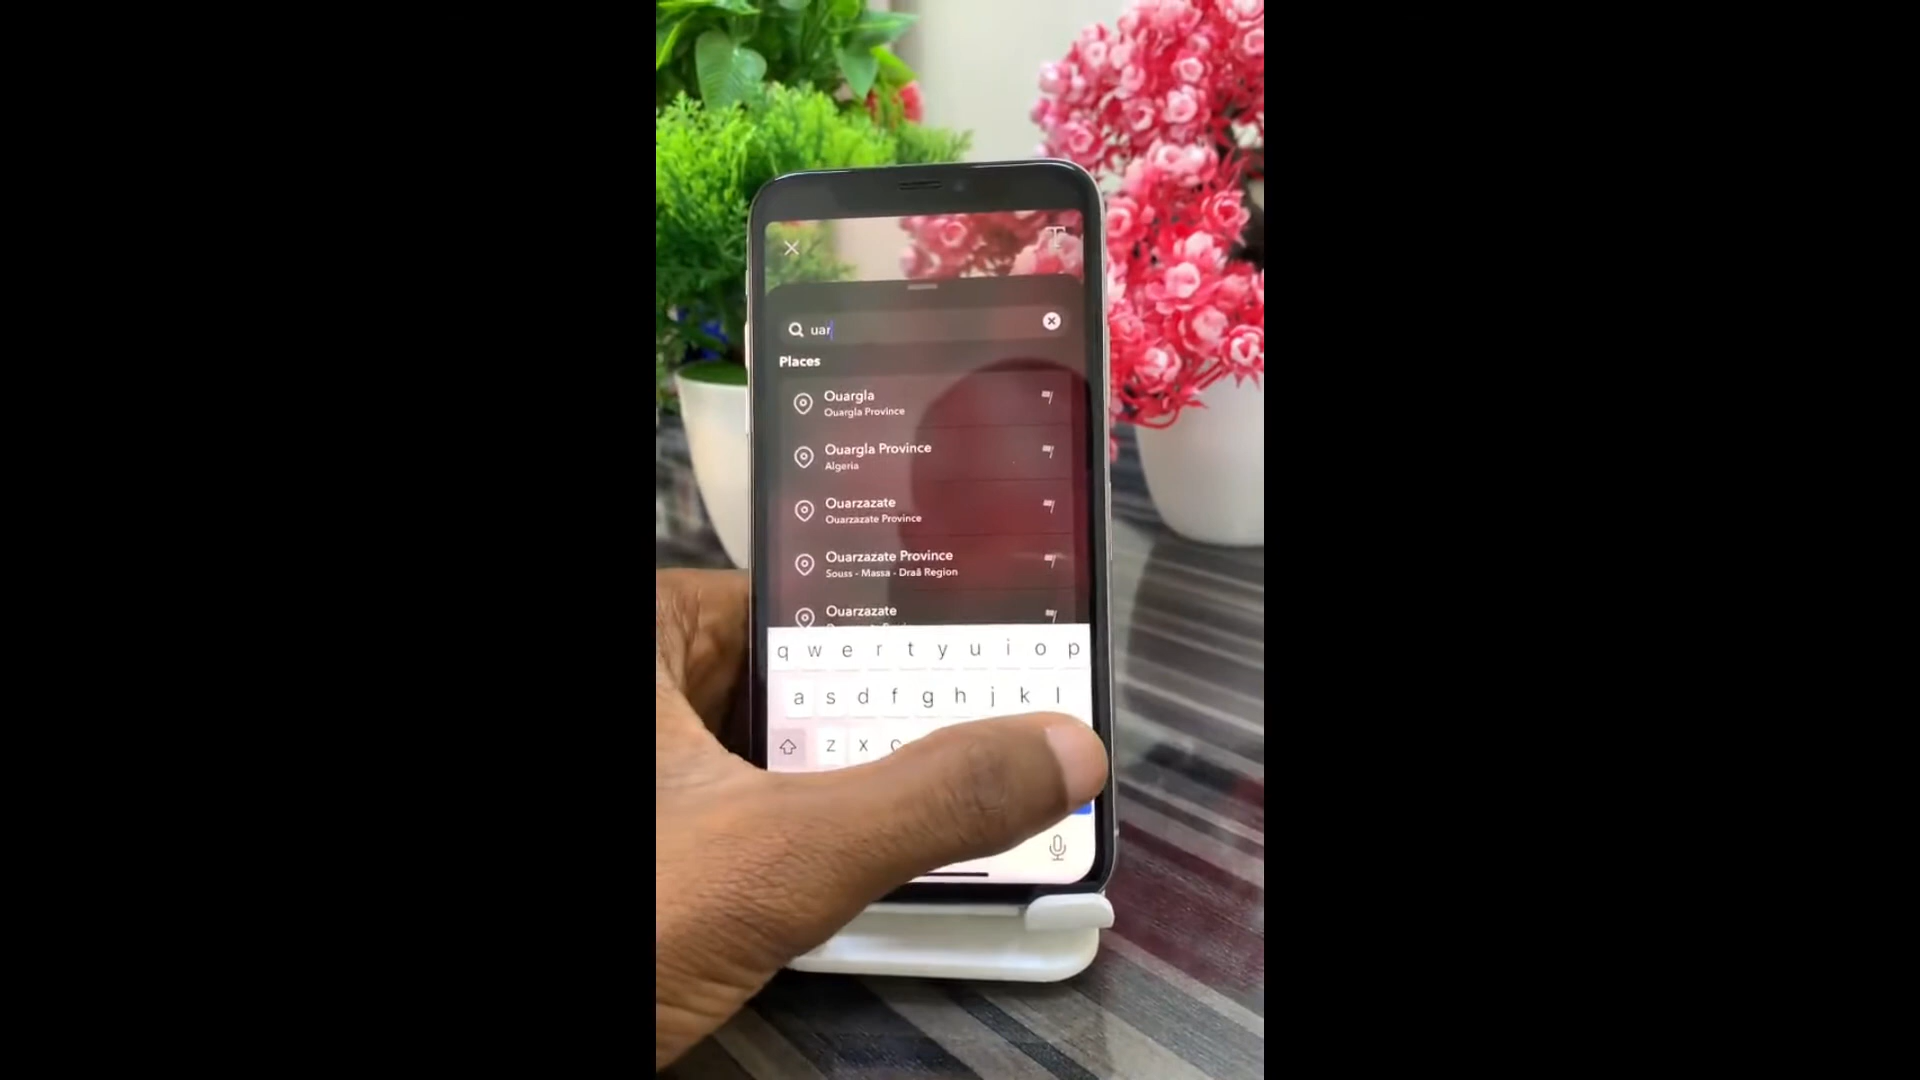 T
uar
Places
Ouargla
Ouargla Province
Ouargla Province
Algeria
Ouarzazate
Ouarzazate Province
Ouarzazate Province
Souss - Massa - Draâ Region
Ouarzazate
q w e r t y u i o p
a s d f g h j k l
z x c